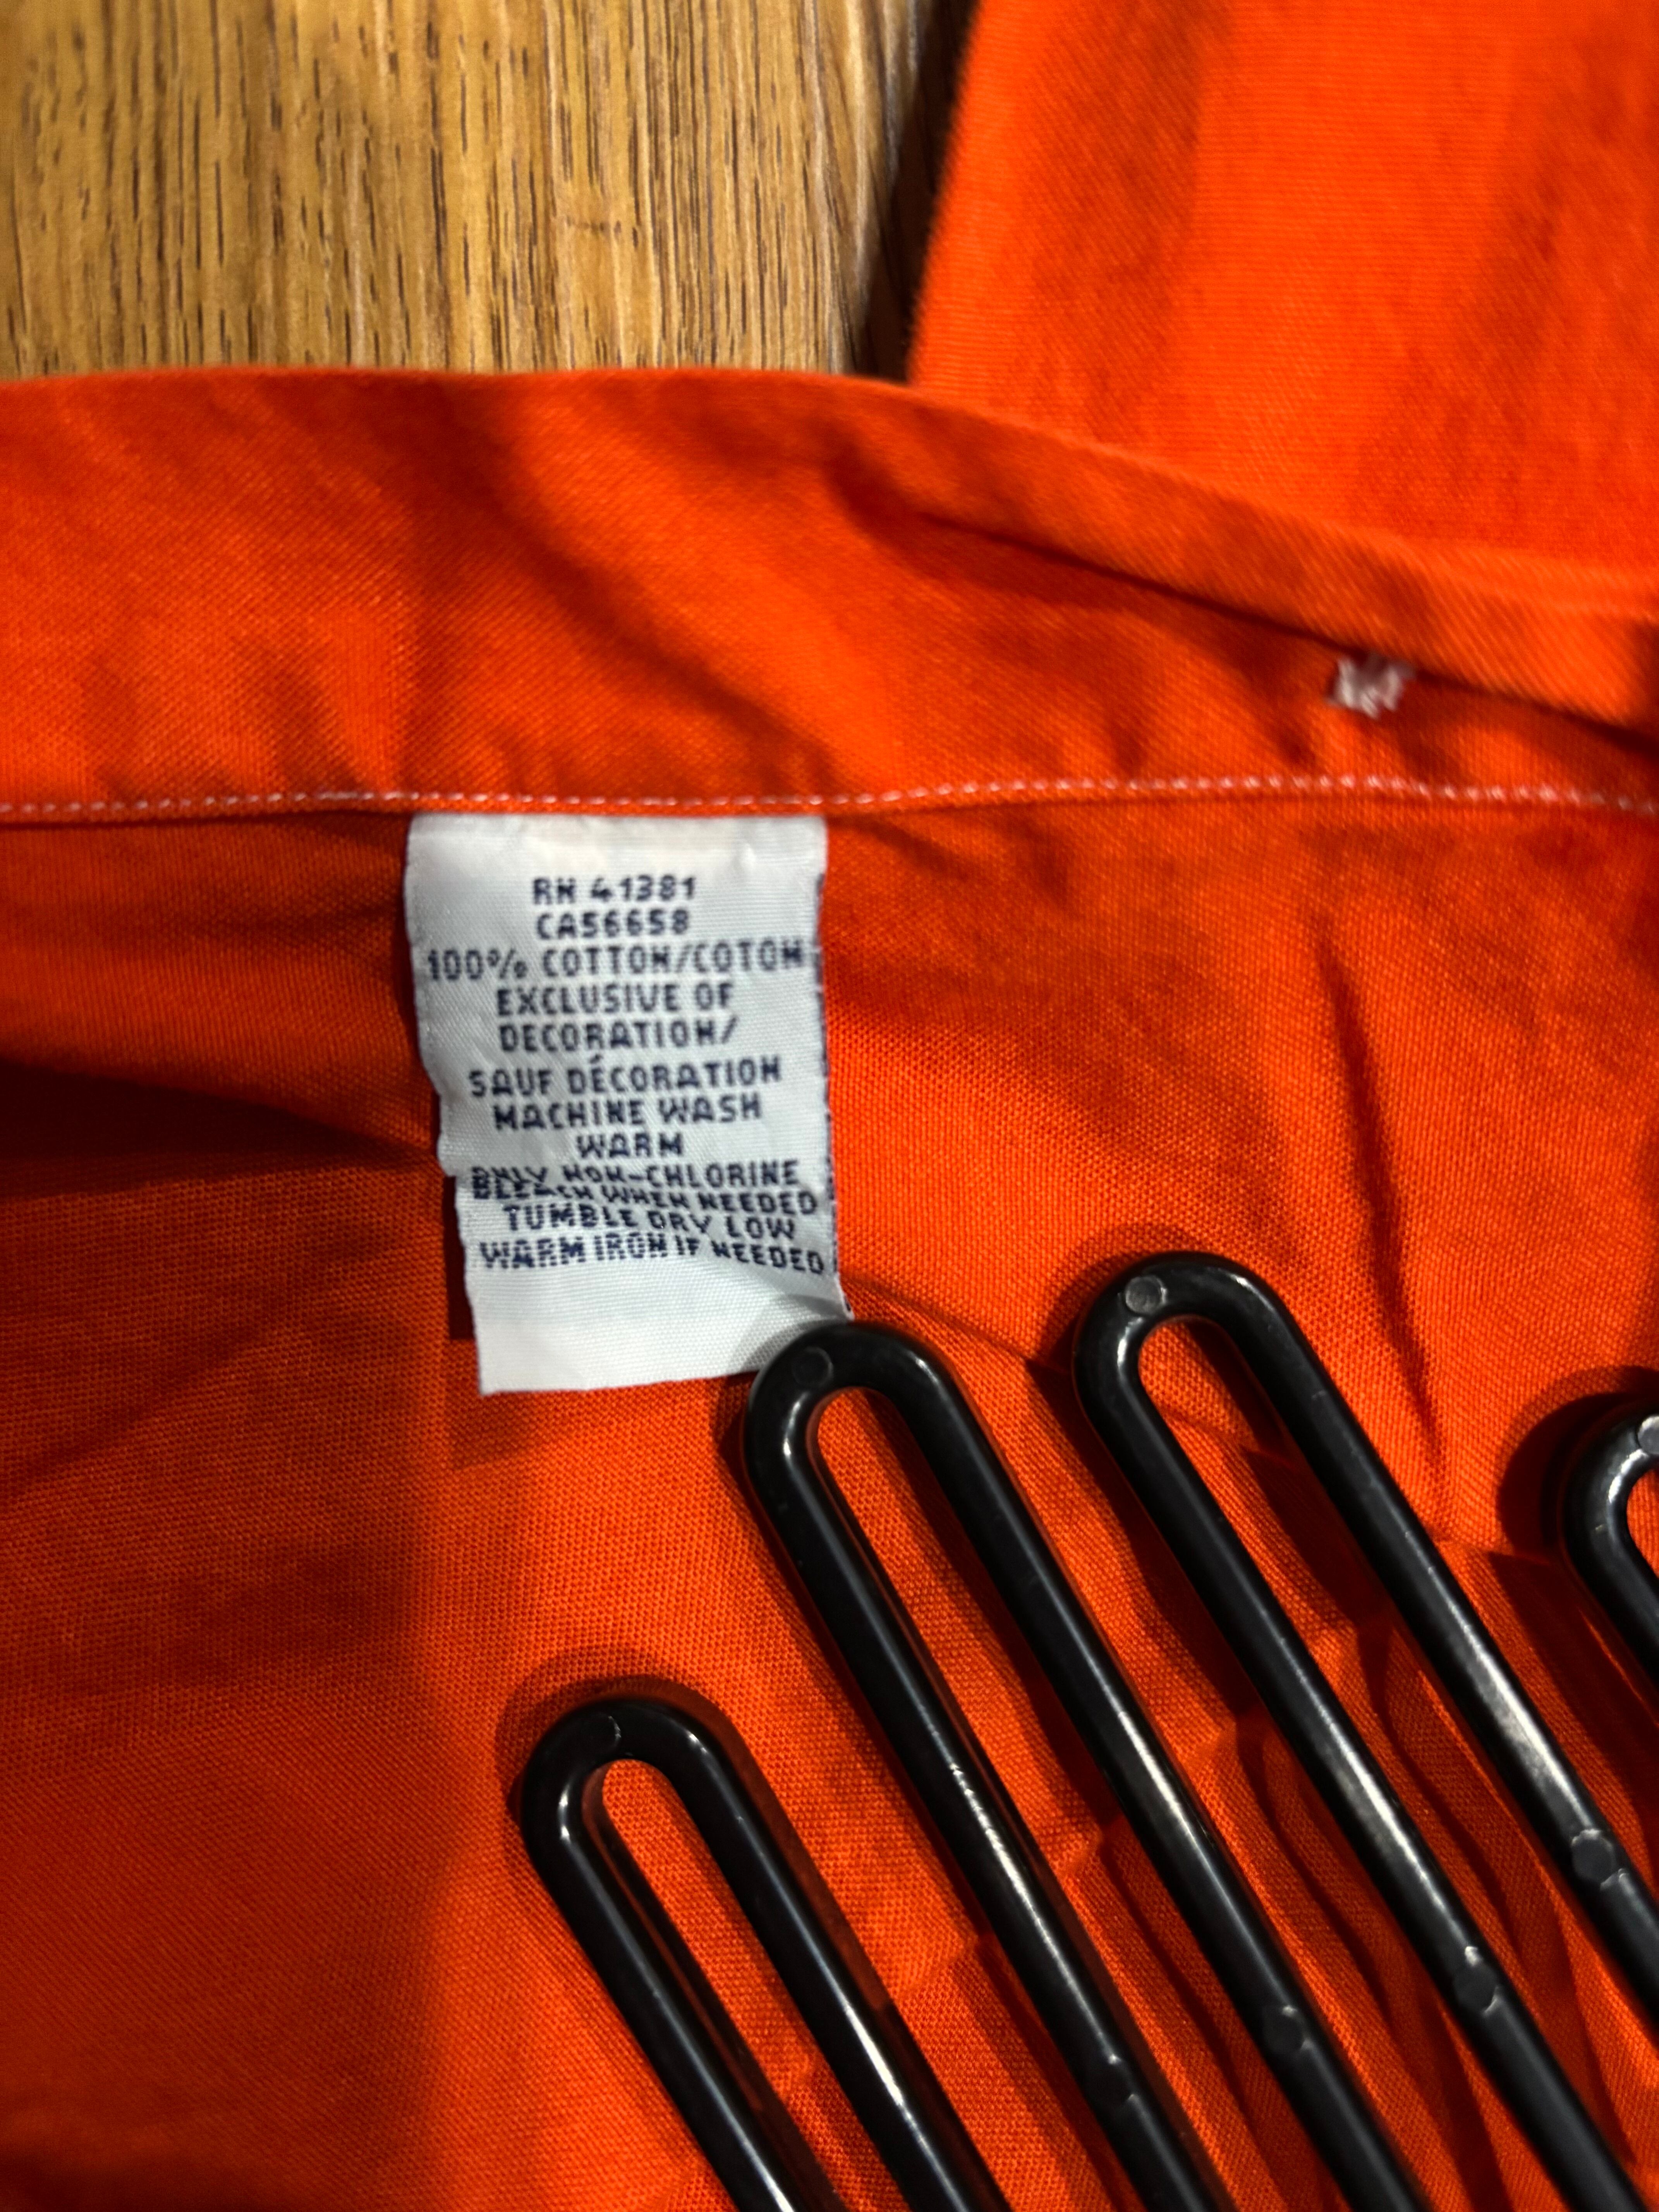 RN 41381
CA56658
100% COTTON/COTON
EXCLUSIVE OF
DECORATION/
SAUF DÉCORATION
MACHINE WASH
WARM
ONLY NON-CHLORINE
BLEACH WHEN NEEDED
TUMBLE DRY LOW
WARM IRON IF NEEDED